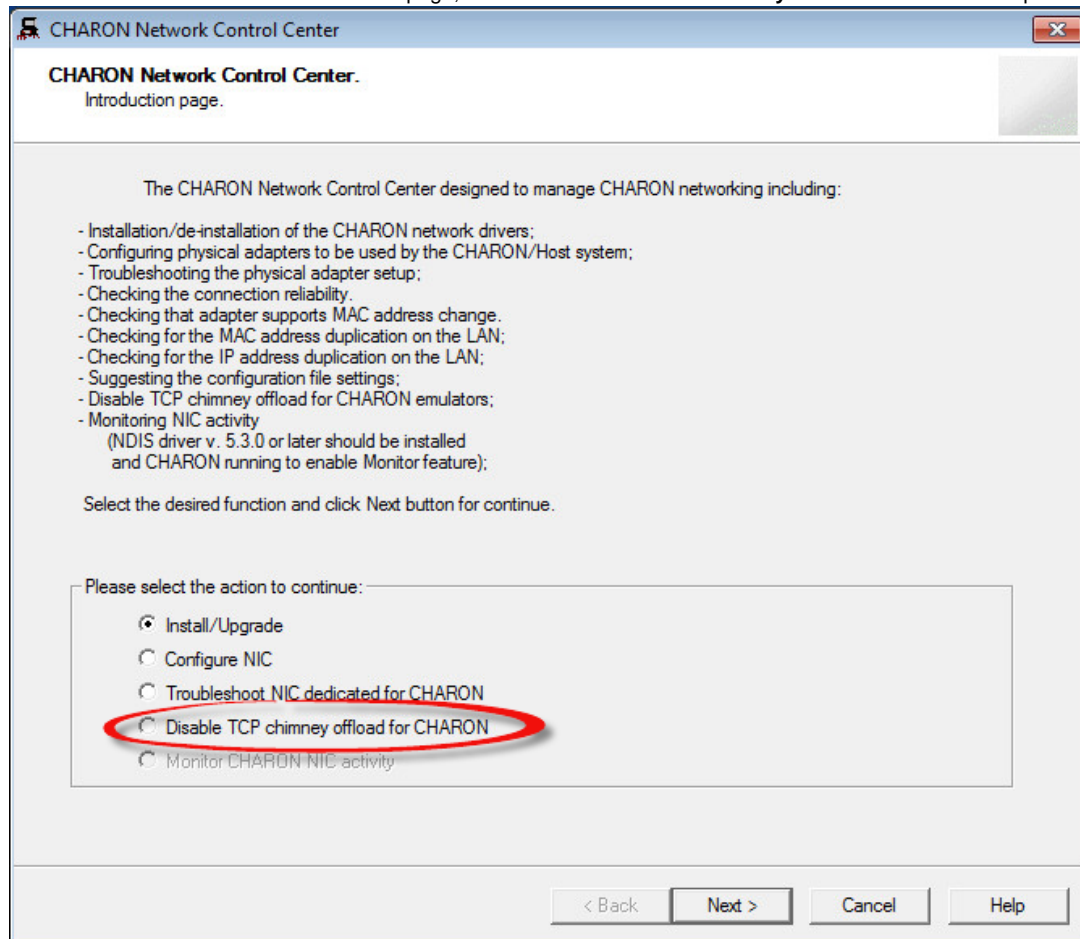 page,
CHARON Network Control Center
CHARON Network Control Center.
Introduction page.
The CHARON Network Control Center designed to manage CHARON networking including:
- Installation/de-installation of the CHARON network drivers;
- Configuring physical adapters to be used by the CHARON/Host system;
- Troubleshooting the physical adapter setup;
- Checking the connection reliability.
- Checking that adapter supports MAC address change.
- Checking for the MAC address duplication on the LAN;
- Checking for the IP address duplication on the LAN;
- Suggesting the configuration file settings;
- Disable TCP chimney offload for CHARON emulators;
- Monitoring NIC activity
(NDIS driver v. 5.3.0 or later should be installed
and CHARON running to enable Monitor feature);
Select the desired function and click Next button for continue.
Please select the action to continue:
Install/Upgrade
Configure NIC
Troubleshoot NIC dedicated for CHARON
Disable TCP chimney offload for CHARON
Monitor CHARON NIC activity
< Back Next > Cancel Help